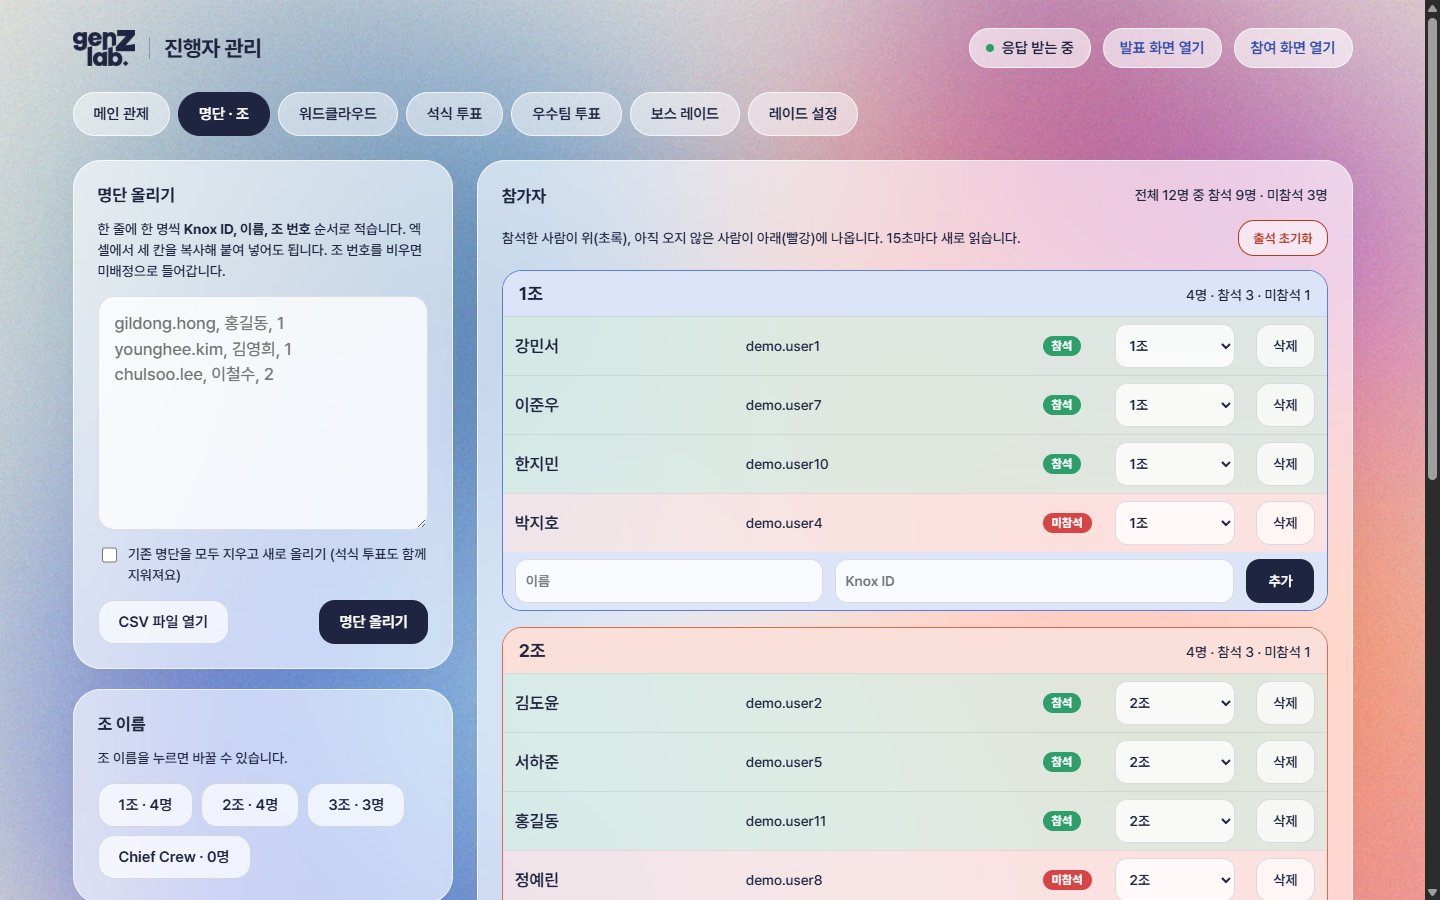 genZ
lab.
진행자 관리
응답 받는 중
발표 화면 열기
참여 화면 열기
메인 관제
명단 · 조
워드클라우드
석식 투표
우수팀 투표
보스 레이드
레이드 설정
명단 올리기
한 줄에 한 명씩 Knox ID, 이름, 조 번호 순서로 적습니다. 엑
셀에서 세 칸을 복사해 붙여 넣어도 됩니다. 조 번호를 비우면
미배정으로 들어갑니다.
gildong.hong, 홍길동, 1
younghee.kim, 김영희, 1
chulsoo.lee, 이철수, 2
기존 명단을 모두 지우고 새로 올리기 (석식 투표도 함께
지워져요)
CSV 파일 열기
명단 올리기
조 이름
조 이름을 누르면 바꿀 수 있습니다.
1조 · 4명
2조 · 4명
3조 · 3명
Chief Crew · 0명
참가자
전체 12명 중 참석 9명 · 미참석 3명
참석한 사람이 위(초록), 아직 오지 않은 사람이 아래(빨강)에 나옵니다. 15초마다 새로 읽습니다.
출석 초기화
1조
4명 · 참석 3 · 미참석 1
강민서 demo.user1 참석 1조 삭제
이준우 demo.user7 참석 1조 삭제
한지민 demo.user10 참석 1조 삭제
박지호 demo.user4 미참석 1조 삭제
이름
Knox ID
추가
2조
4명 · 참석 3 · 미참석 1
김도윤 demo.user2 참석 2조 삭제
서하준 demo.user5 참석 2조 삭제
홍길동 demo.user11 참석 2조 삭제
정예린 demo.user8 미참석 2조 삭제